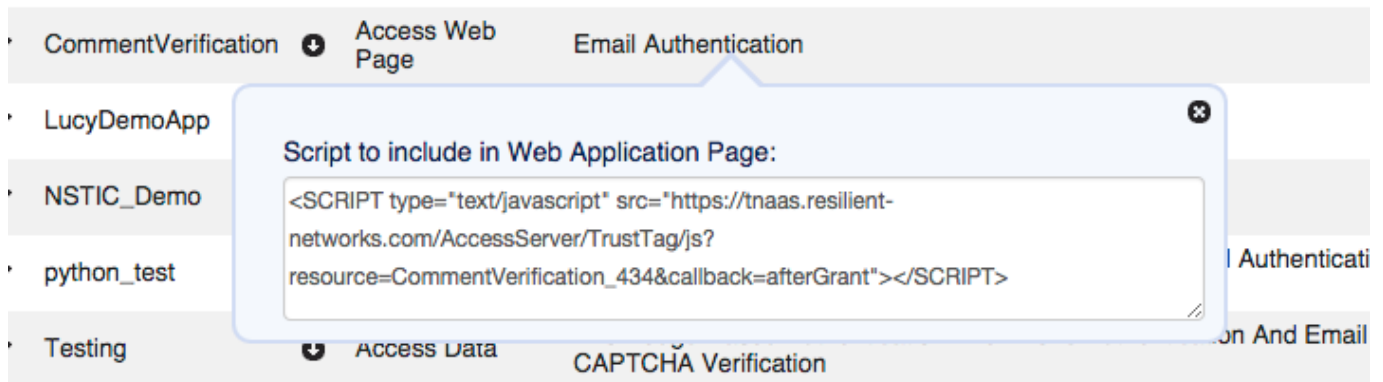 CommentVerification
Access Web
Page
Email Authentication
LucyDemoApp
Script to include in Web Application Page:
NSTIC_Demo
<SCRIPT type="text/javascript" src="https://tnaas.resilient-
networks.com/AccessServer/TrustTag/js?
resource=CommentVerification_434&callback=afterGrant"></SCRIPT>
python_test
Authenticati
Testing
Access Data
And Email
CAPTCHA Verification